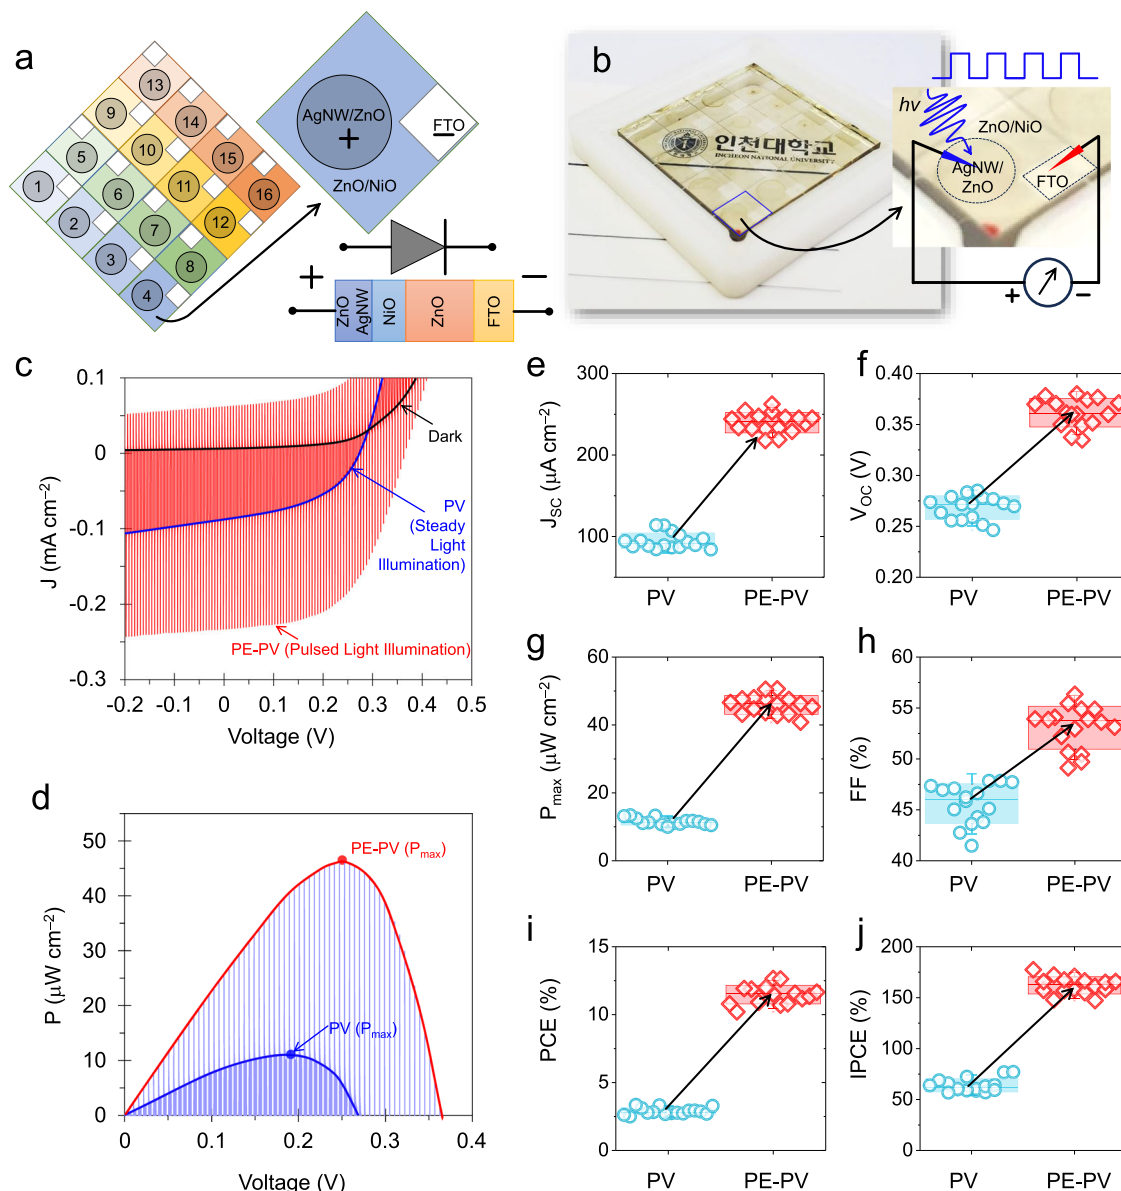 a
13
9
14
5
10
15
1
6
11
16
2
7
12
3
8
4
AgNW/ZnO
+
FTO
−
ZnO/NiO
+
−
ZnO
AgNW
NiO
ZnO
FTO
b
인천대학교
INCHEON NATIONAL UNIVERSITY
hν
ZnO/NiO
AgNW/
ZnO
FTO
+
−
c
0.1
0
-0.1
-0.2
-0.3
J (mA cm−2)
Dark
PV
(Steady
Light
Illumination)
PE-PV (Pulsed Light Illumination)
-0.2
-0.1
0
0.1
0.2
0.3
0.4
0.5
Voltage (V)
d
50
40
30
20
10
0
P (µW cm−2)
PE-PV (Pmax)
PV (Pmax)
0
0.1
0.2
0.3
0.4
Voltage (V)
e
300
200
100
JSC (µA cm−2)
PV
PE-PV
f
0.40
0.35
0.30
0.25
0.20
VOC (V)
PV
PE-PV
g
60
40
20
0
Pmax (µW cm−2)
PV
PE-PV
h
60
55
50
45
40
FF (%)
PV
PE-PV
i
15
10
5
0
PCE (%)
PV
PE-PV
j
200
150
100
50
0
IPCE (%)
PV
PE-PV